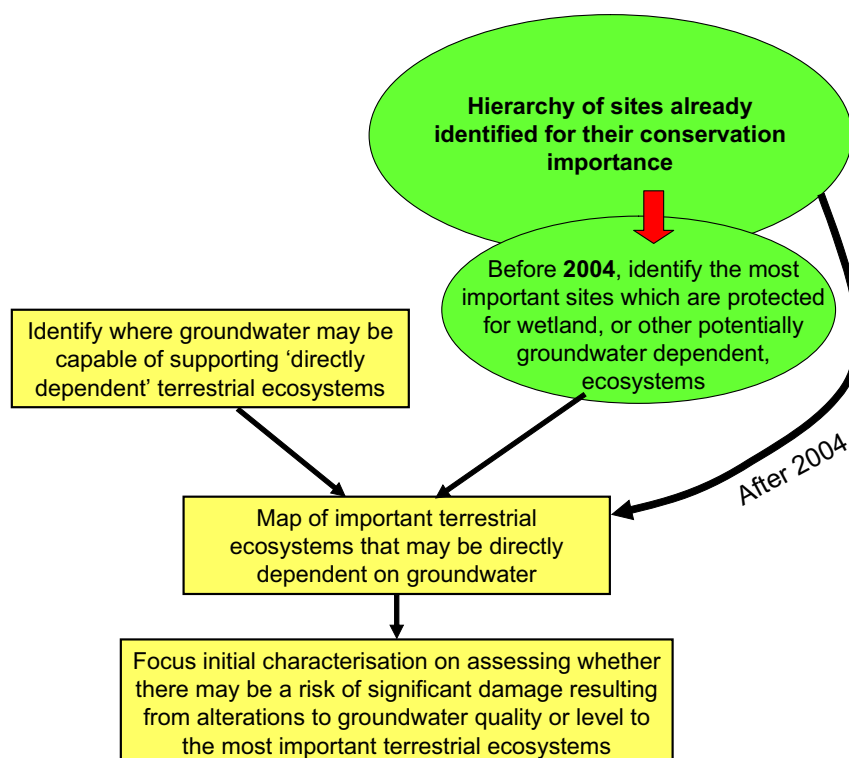 Hierarchy of sites already
identified for their conservation
importance
Before 2004, identify the most
important sites which are protected
for wetland, or other potentially
groundwater dependent,
ecosystems
Identify where groundwater may be
capable of supporting ‘directly
dependent’ terrestrial ecosystems
After 2004
Map of important terrestrial
ecosystems that may be directly
dependent on groundwater
Focus initial characterisation on assessing whether
there may be a risk of significant damage resulting
from alterations to groundwater quality or level to
the most important terrestrial ecosystems